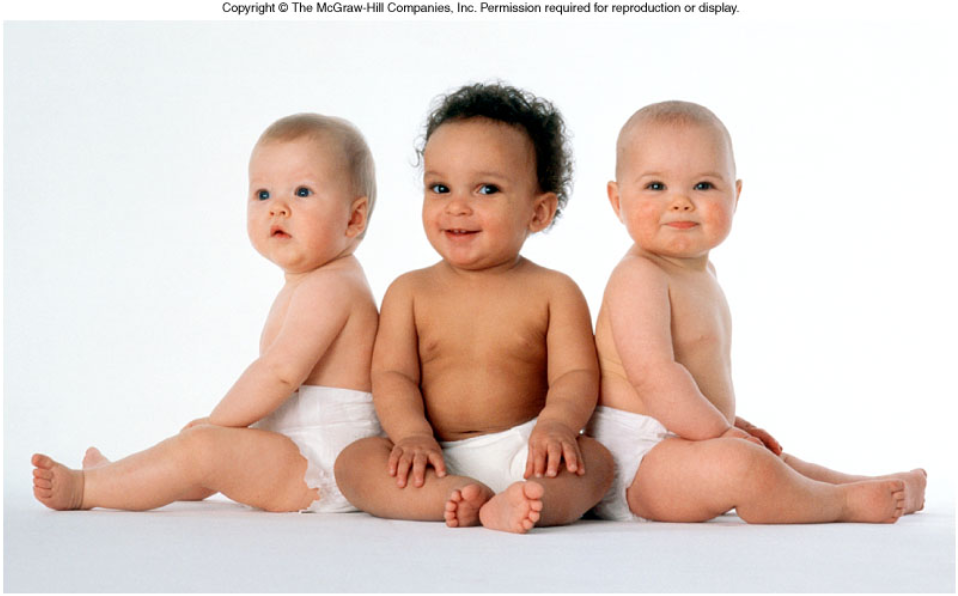 Copyright © The McGraw-Hill Companies, Inc. Permission required for reproduction or display.